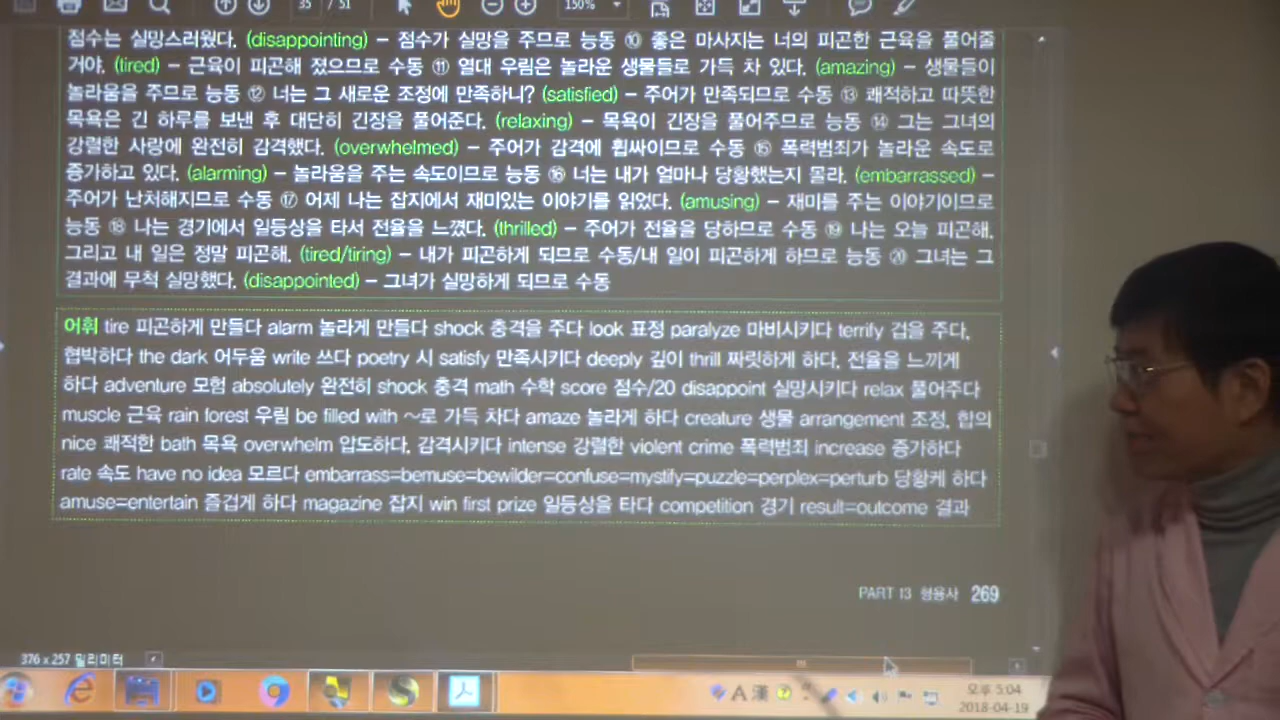 35 / 51
150%
점수는 실망스러웠다. (disappointing) – 점수가 실망을 주므로 능동 ⑩ 좋은 마사지는 너의 피곤한 근육을 풀어줄
거야. (tired) – 근육이 피곤해 졌으므로 수동 ⑪ 열대 우림은 놀라운 생물들로 가득 차 있다. (amazing) – 생물들이
놀라움을 주므로 능동 ⑫ 너는 그 새로운 조정에 만족하니? (satisfied) – 주어가 만족되므로 수동 ⑬ 쾌적하고 따뜻한
목욕은 긴 하루를 보낸 후 대단히 긴장을 풀어준다. (relaxing) – 목욕이 긴장을 풀어주므로 능동 ⑭ 그는 그녀의
강렬한 사랑에 완전히 감격했다. (overwhelmed) – 주어가 감격에 휩싸이므로 수동 ⑮ 폭력범죄가 놀라운 속도로
증가하고 있다. (alarming) – 놀라움을 주는 속도이므로 능동 ⑯ 너는 내가 얼마나 당황했는지 몰라. (embarrassed) –
주어가 난처해지므로 수동 ⑰ 어제 나는 잡지에서 재미있는 이야기를 읽었다. (amusing) – 재미를 주는 이야기이므로
능동 ⑱ 나는 경기에서 일등상을 타서 전율을 느꼈다. (thrilled) – 주어가 전율을 당하므로 수동 ⑲ 나는 오늘 피곤해.
그리고 내 일은 정말 피곤해. (tired/tiring) – 내가 피곤하게 되므로 수동/내 일이 피곤하게 하므로 능동 ⑳ 그녀는 그
결과에 무척 실망했다. (disappointed) – 그녀가 실망하게 되므로 수동
어휘 tire 피곤하게 만들다 alarm 놀라게 만들다 shock 충격을 주다 look 표정 paralyze 마비시키다 terrify 겁을 주다,
협박하다 the dark 어두움 write 쓰다 poetry 시 satisfy 만족시키다 deeply 깊이 thrill 짜릿하게 하다, 전율을 느끼게
하다 adventure 모험 absolutely 완전히 shock 충격 math 수학 score 점수/20 disappoint 실망시키다 relax 풀어주다
muscle 근육 rain forest 우림 be filled with ~로 가득 차다 amaze 놀라게 하다 creature 생물 arrangement 조정, 협의
nice 쾌적한 bath 목욕 overwhelm 압도하다, 감격시키다 intense 강렬한 violent crime 폭력범죄 increase 증가하다
rate 속도 have no idea 모르다 embarrass=bemuse=bewilder=confuse=mystify=puzzle=perplex=perturb 당황케 하다
amuse=entertain 즐겁게 하다 magazine 잡지 win first prize 일등상을 타다 competition 경기 result=outcome 결과
PART 13 형용사 269
376 x 257 밀리미터
A 漢
오후 5:04
2018-04-19